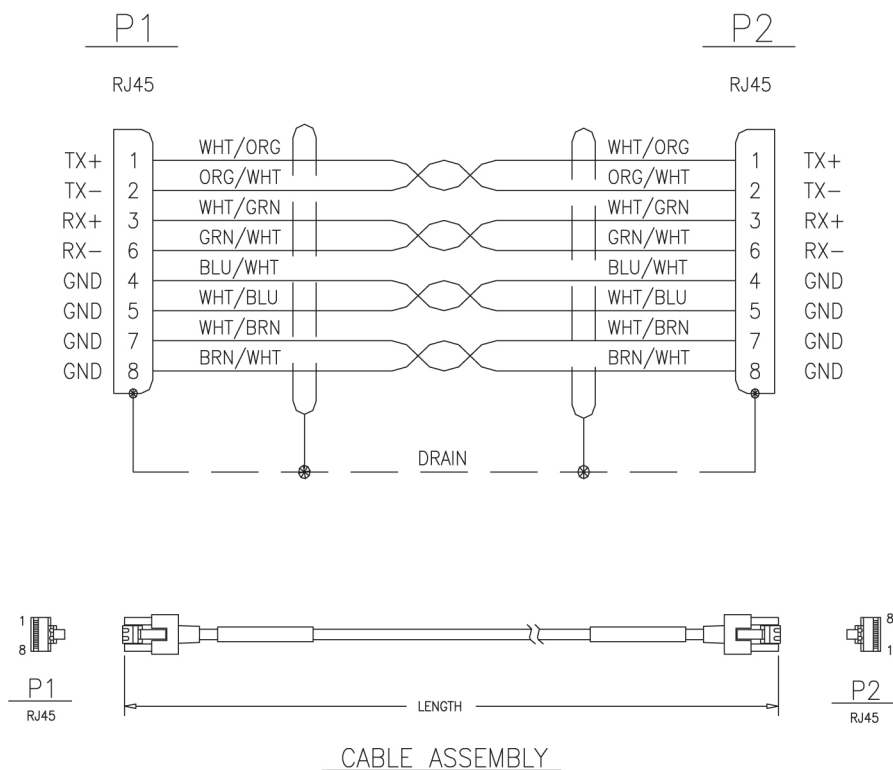 P1 P2
RJ45 RJ45
WHT/ORG WHT/ORG
TX+ 1 1 TX+
ORG/WHT ORG/WHT
TX- 2 2 TX-
WHT/GRN WHT/GRN
RX+ 3 3 RX+
GRN/WHT GRN/WHT
RX- 6 6 RX-
BLU/WHT BLU/WHT
GND 4 4 GND
WHT/BLU WHT/BLU
GND 5 5 GND
WHT/BRN WHT/BRN
GND 7 7 GND
BRN/WHT BRN/WHT
GND 8 8 GND
DRAIN
1 8
8 1
P1 P2
RJ45 RJ45
LENGTH
CABLE ASSEMBLY